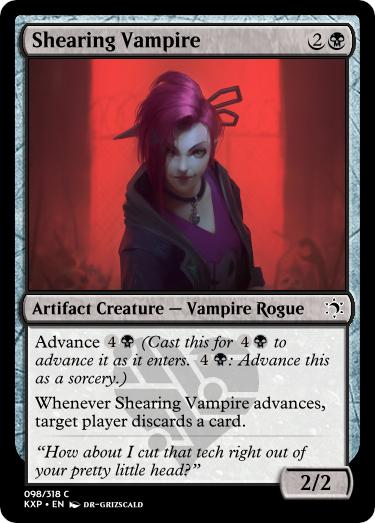 Shearing Vampire 2
Artifact Creature — Vampire Rogue
Advance 4 (Cast this for 4 to
advance it as it enters. 4 : Advance this
as a sorcery.)
Whenever Shearing Vampire advances,
target player discards a card.
“How about I cut that tech right out of
your pretty little head?”
2/2
098/318 C
KXP • EN DR-GRIZSCALD